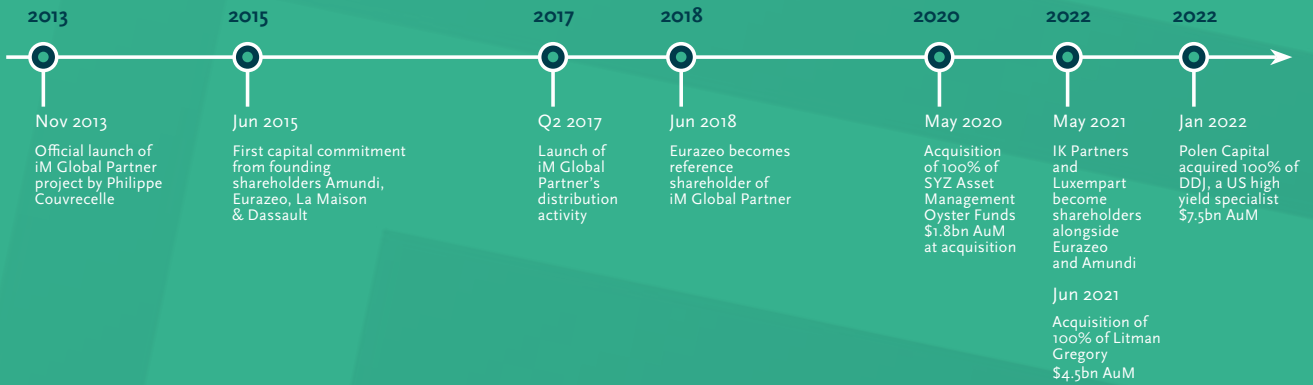 2013
2015
2017
2018
2020
2022
2022
Nov 2013
Official launch of
iM Global Partner
project by Philippe
Couvrecelle
Jun 2015
First capital commitment
from founding
shareholders Amundi,
Eurazeo, La Maison
& Dassault
Q2 2017
Launch of
iM Global
Partner's
distribution
activity
Jun 2018
Eurazeo becomes
reference
shareholder of
iM Global Partner
May 2020
Acquisition
of 100% of
SYZ Asset
Management
Oyster Funds
$1.8bn AuM
at acquisition
May 2021
IK Partners
and
Luxempart
become
shareholders
alongside
Eurazeo
and Amundi
Jun 2021
Acquisition of
100% of Litman
Gregory
$4.5bn AuM
Jan 2022
Polen Capital
acquired 100% of
DDJ, a US high
yield specialist
$7.5bn AuM